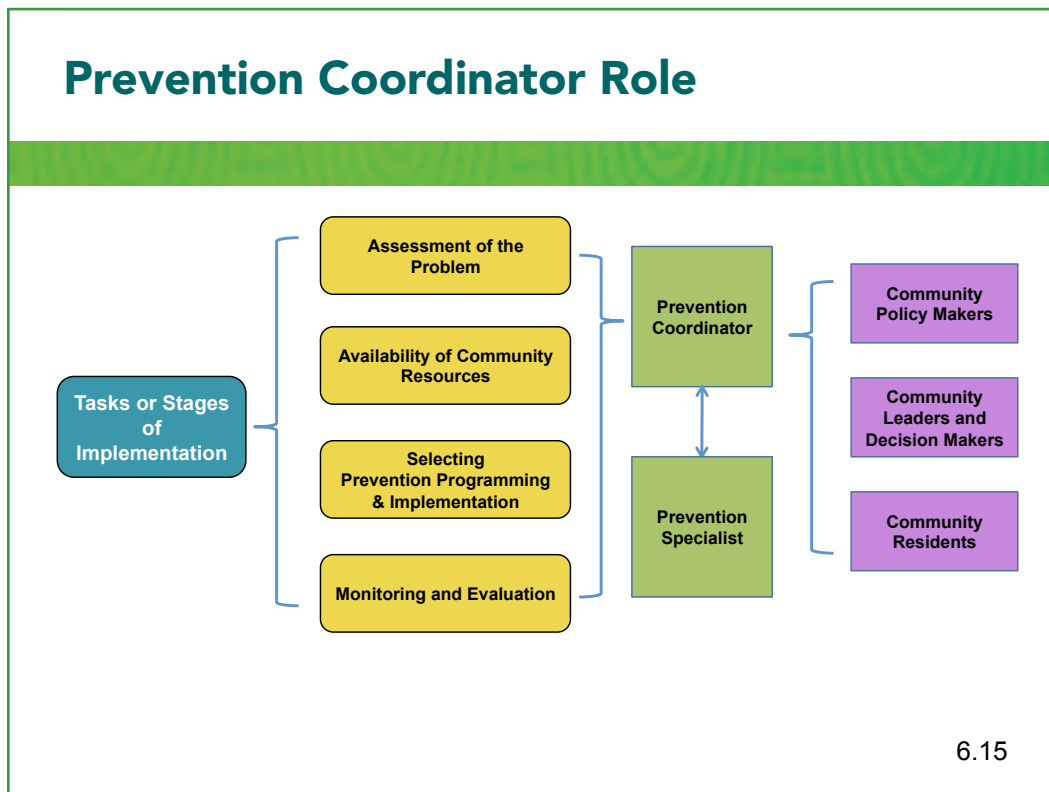 Prevention Coordinator Role
Tasks or Stages
of
Implementation
Assessment of the
Problem
Availability of Community
Resources
Selecting
Prevention Programming
& Implementation
Monitoring and Evaluation
Prevention
Coordinator
Prevention
Specialist
Community
Policy Makers
Community
Leaders and
Decision Makers
Community
Residents
6.15